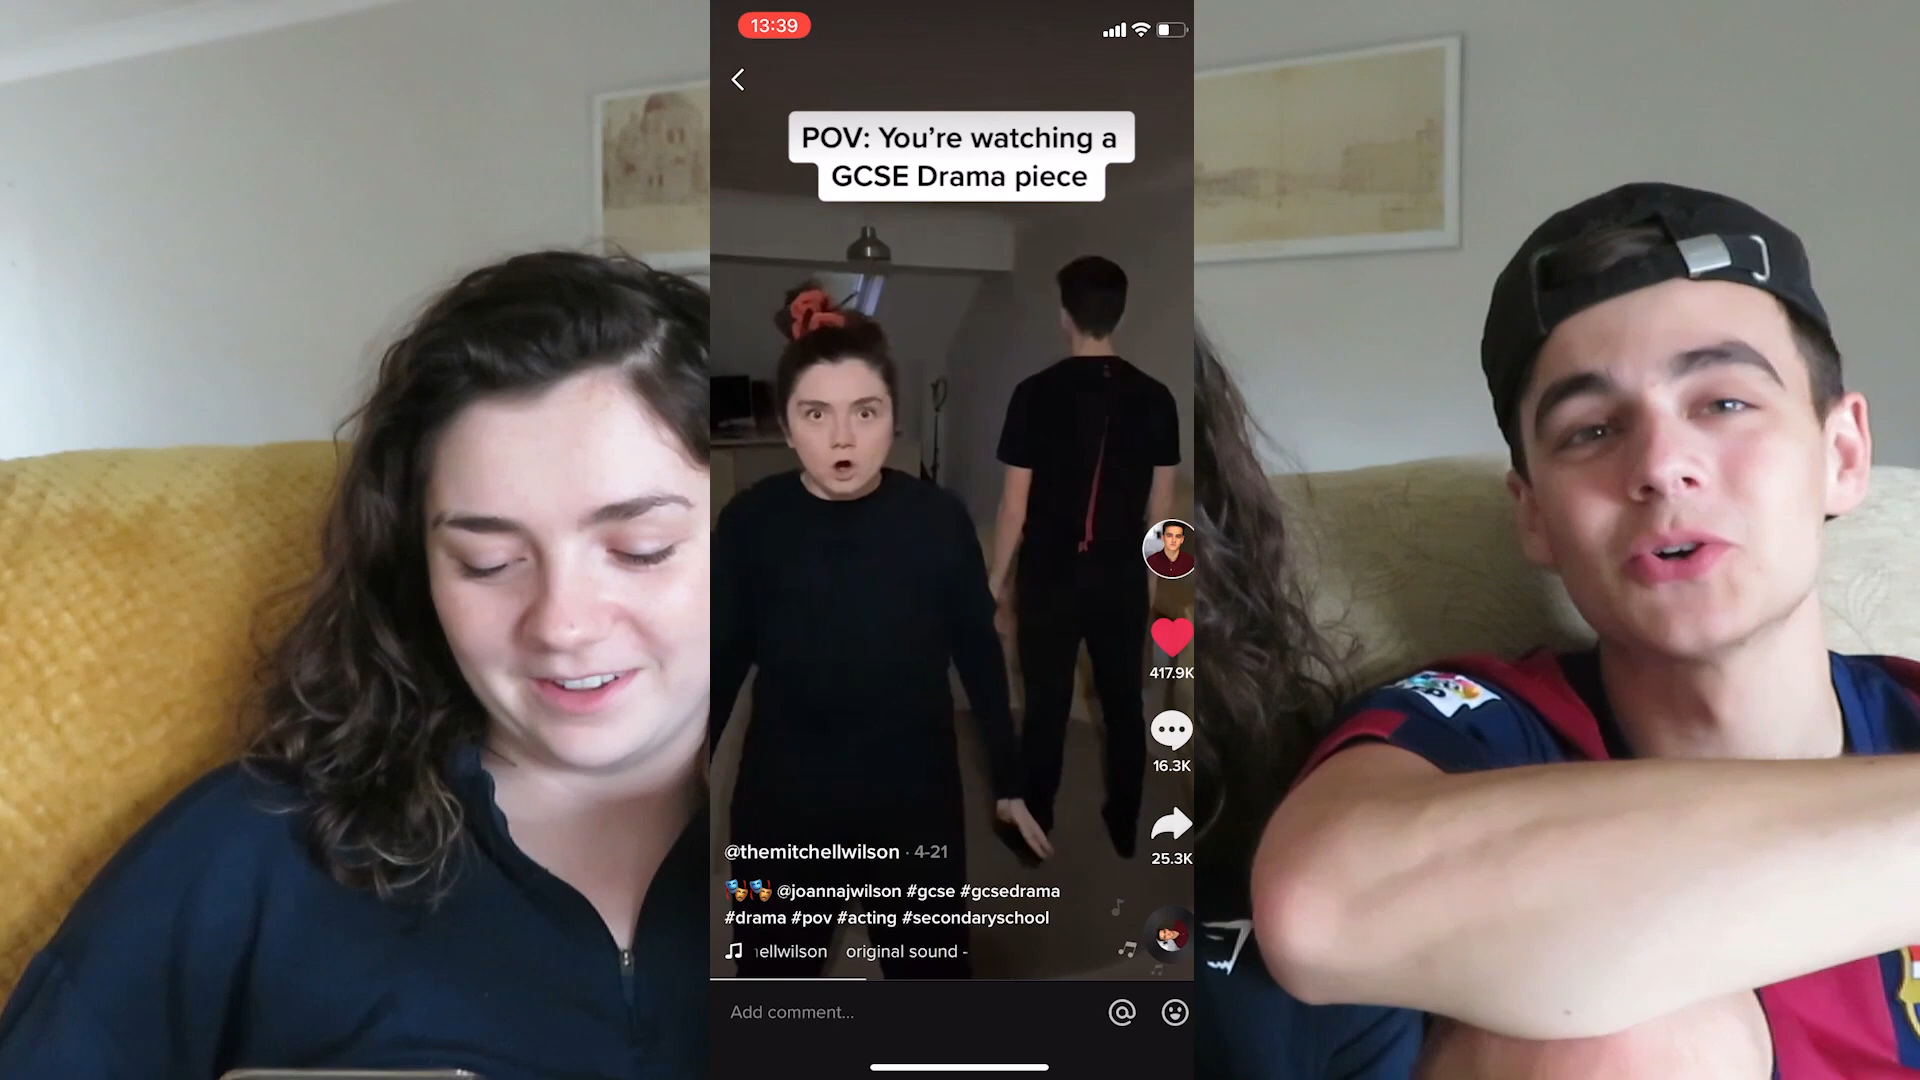 13:39
POV: You’re watching a
GCSE Drama piece
417.9K
16.3K
25.3K
@themitchellwilson · 4-21
@joannajwilson #gcse #gcsedrama
#drama #pov #acting #secondaryschool
ellwilson original sound -
Add comment...